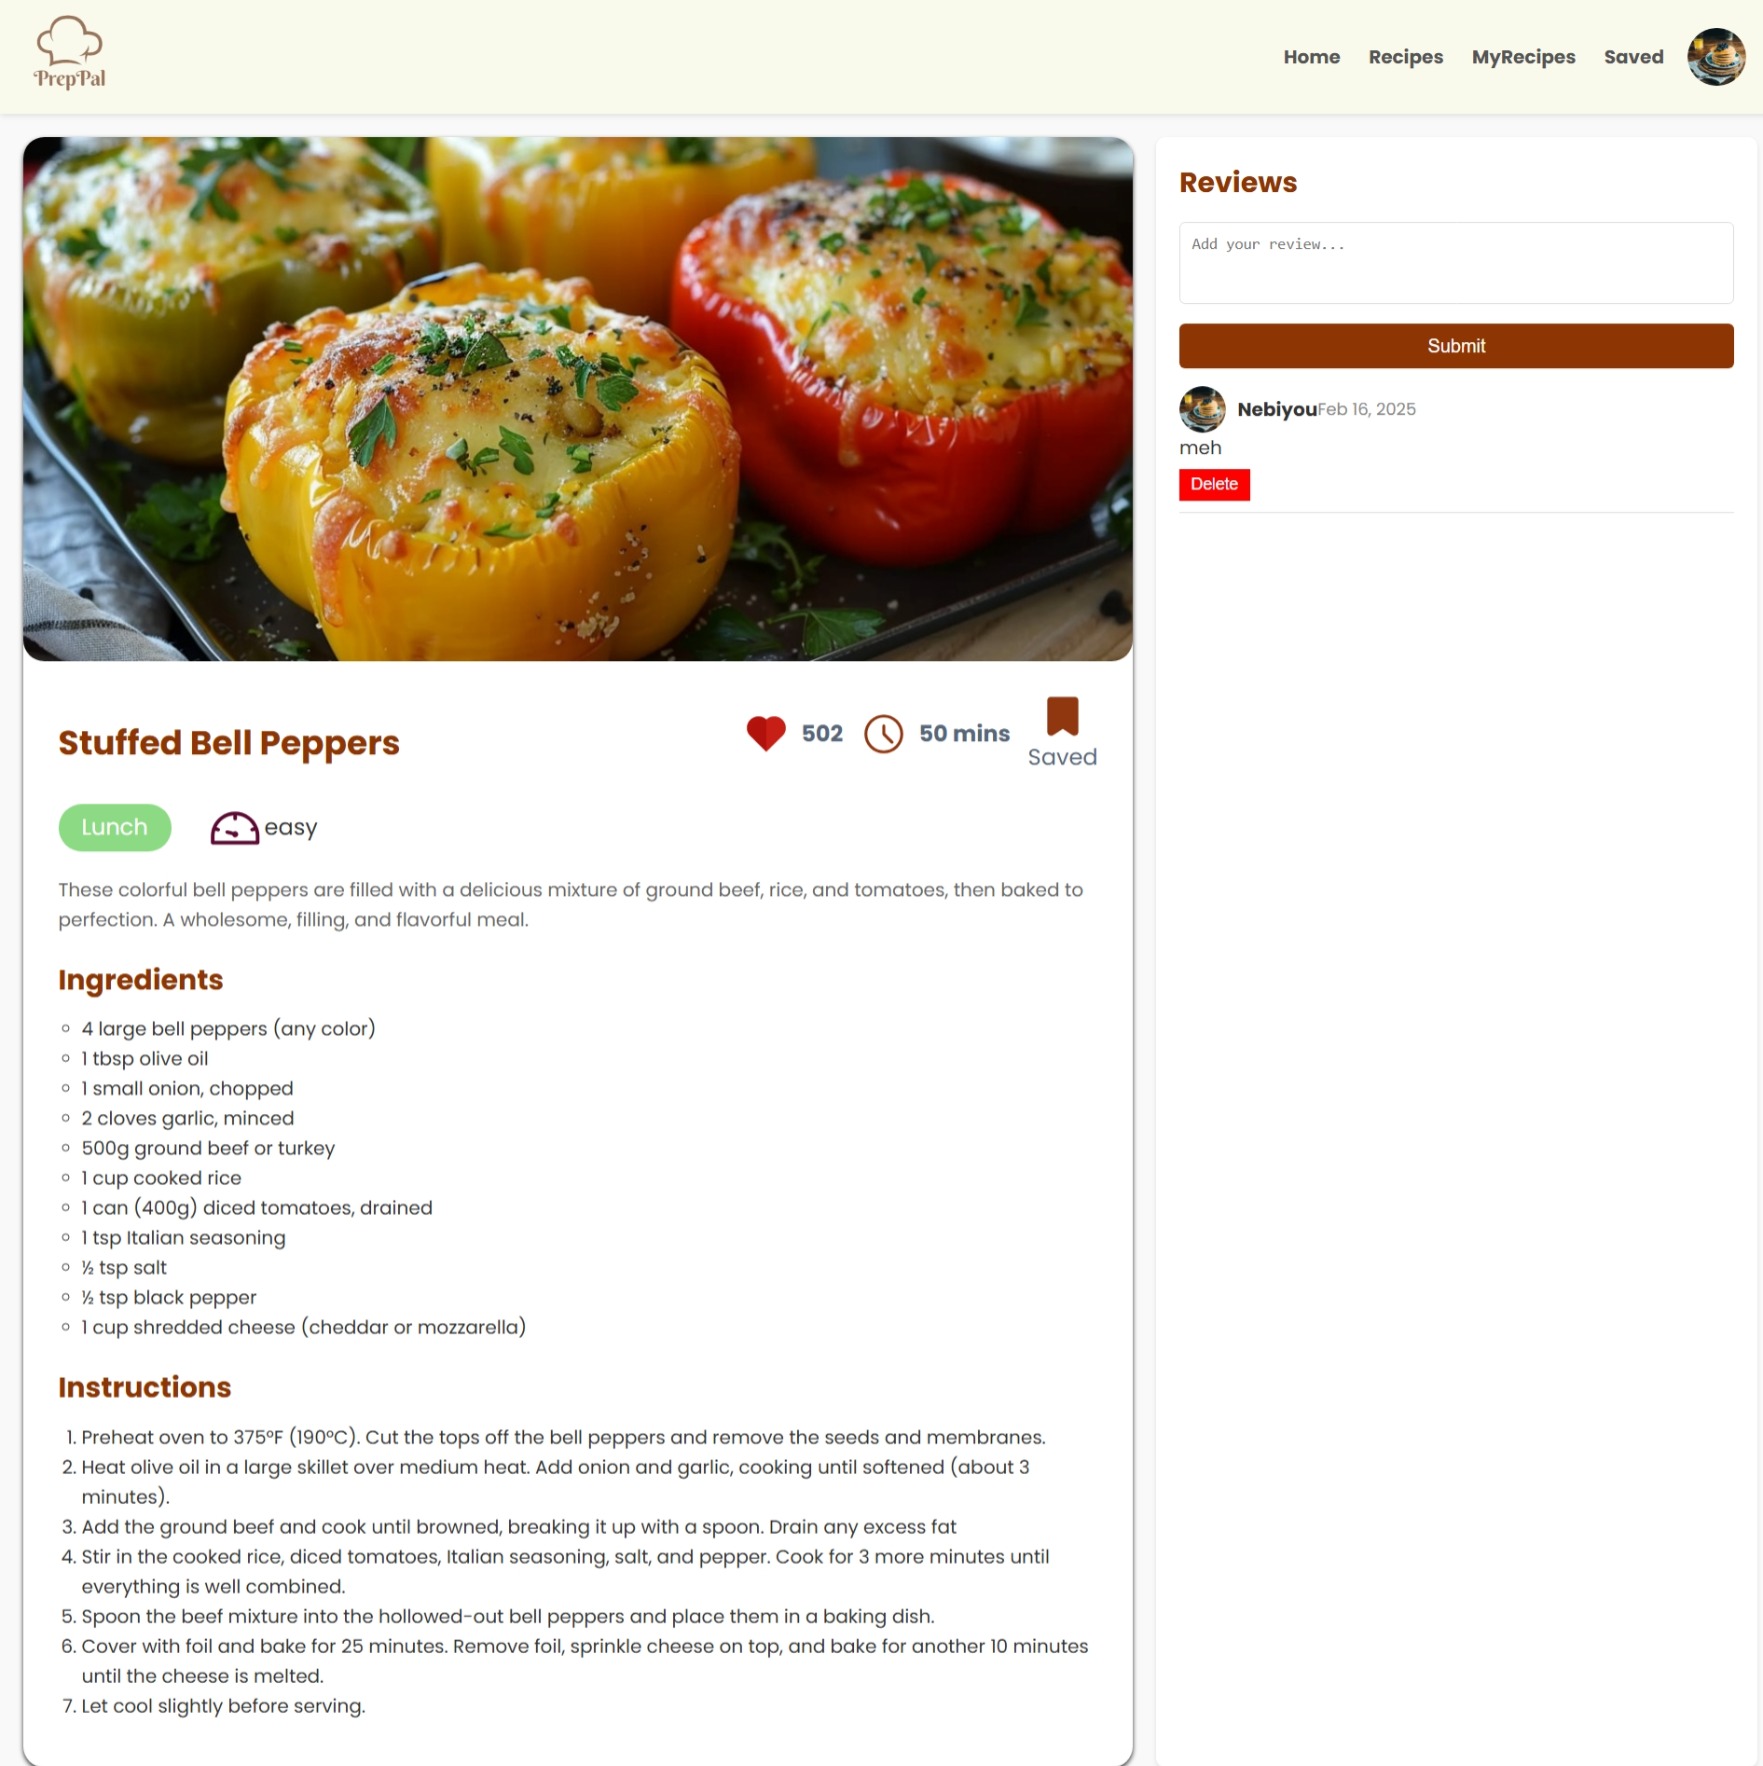 PrepPal
Home Recipes MyRecipes Saved
Reviews
Add your review...
Submit
Nebiyou Feb 16, 2025
meh
Delete
Stuffed Bell Peppers
502
50 mins
Saved
Lunch
easy
These colorful bell peppers are filled with a delicious mixture of ground beef, rice, and tomatoes, then baked to
perfection. A wholesome, filling, and flavorful meal.
Ingredients
4 large bell peppers (any color)
1 tbsp olive oil
1 small onion, chopped
2 cloves garlic, minced
500g ground beef or turkey
1 cup cooked rice
1 can (400g) diced tomatoes, drained
1 tsp Italian seasoning
½ tsp salt
½ tsp black pepper
1 cup shredded cheese (cheddar or mozzarella)
Instructions
1. Preheat oven to 375°F (190°C). Cut the tops off the bell peppers and remove the seeds and membranes.
2. Heat olive oil in a large skillet over medium heat. Add onion and garlic, cooking until softened (about 3
minutes).
3. Add the ground beef and cook until browned, breaking it up with a spoon. Drain any excess fat
4. Stir in the cooked rice, diced tomatoes, Italian seasoning, salt, and pepper. Cook for 3 more minutes until
everything is well combined.
5. Spoon the beef mixture into the hollowed-out bell peppers and place them in a baking dish.
6. Cover with foil and bake for 25 minutes. Remove foil, sprinkle cheese on top, and bake for another 10 minutes
until the cheese is melted.
7. Let cool slightly before serving.